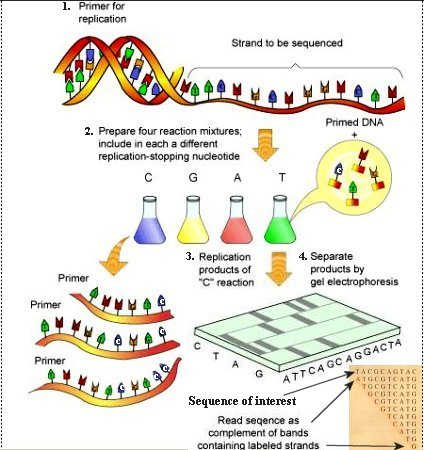 1. Primer for
replication
Strand to be sequenced
2. Prepare four reaction mixtures;
include in each a different
replication-stopping nucleotide
Primed DNA
+
C G A T
3. Replication
products of
"C" reaction
4. Separate
products by
gel electrophoresis
Primer
Primer
Primer
C T A G
ATTCAGCAGGACTA
Sequence of interest
Read seqence as
complement of bands
containing labeled strands
TACGCAGTAC
ATGCGTCATG
TGCGTCATG
GCGTCATG
CGTCATG
GTCATG
TCATG
CATG
ATG
TG
G